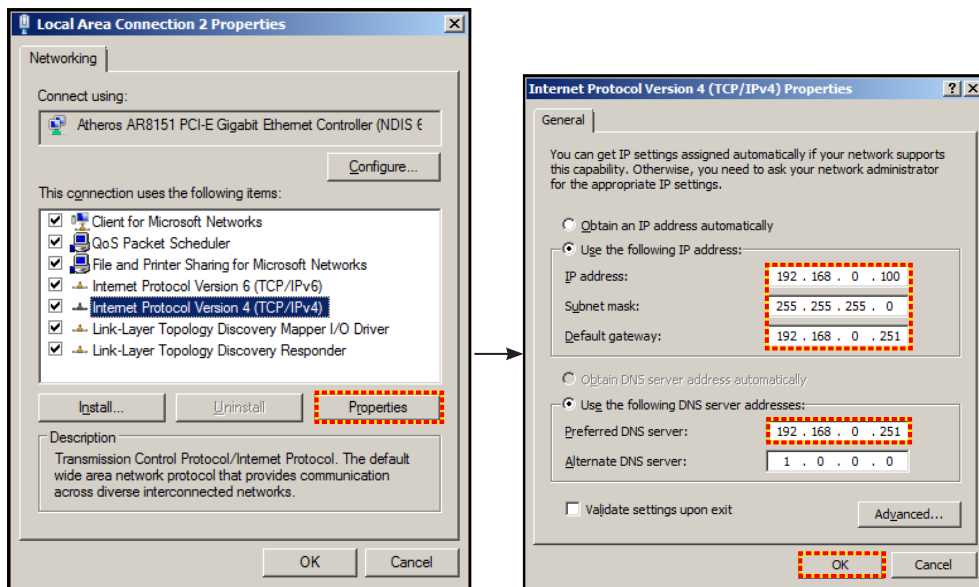 Local Area Connection 2 Properties
Networking
Connect using:
Atheros AR8151 PCI-E Gigabit Ethernet Controller (NDIS 6
Configure...
This connection uses the following items:
Client for Microsoft Networks
QoS Packet Scheduler
File and Printer Sharing for Microsoft Networks
Internet Protocol Version 6 (TCP/IPv6)
Internet Protocol Version 4 (TCP/IPv4)
Link-Layer Topology Discovery Mapper I/O Driver
Link-Layer Topology Discovery Responder
Install...
Uninstall
Properties
Description
Transmission Control Protocol/Internet Protocol. The default
wide area network protocol that provides communication
across diverse interconnected networks.
OK
Cancel
Internet Protocol Version 4 (TCP/IPv4) Properties
General
You can get IP settings assigned automatically if your network supports
this capability. Otherwise, you need to ask your network administrator
for the appropriate IP settings.
Obtain an IP address automatically
Use the following IP address:
IP address: 192 . 168 . 0 . 100
Subnet mask: 255 . 255 . 255 . 0
Default gateway: 192 . 168 . 0 . 251
Obtain DNS server address automatically
Use the following DNS server addresses:
Preferred DNS server: 192 . 168 . 0 . 251
Alternate DNS server: 1 . 0 . 0 . 0
Validate settings upon exit
Advanced...
OK
Cancel